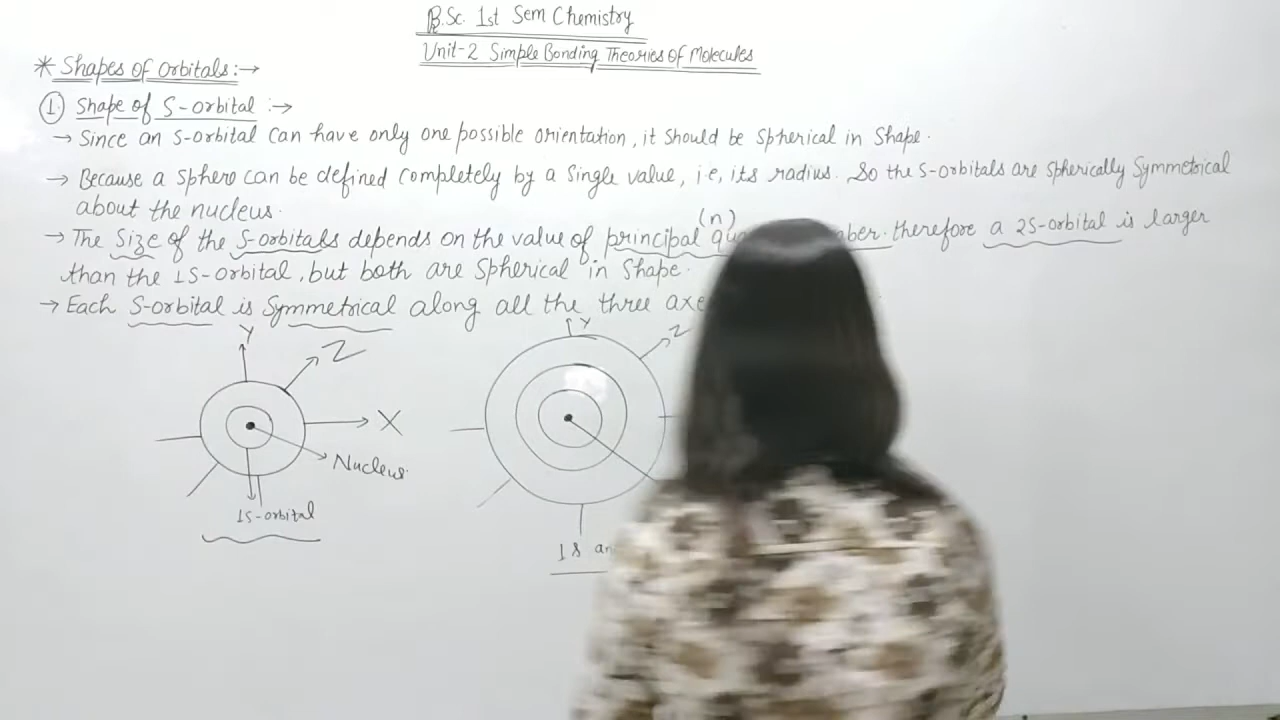 B.Sc. 1st Sem Chemistry
Unit-2 Simple Bonding Theories of Molecules
* Shapes of Orbitals:→
① Shape of S-orbital :→
→ Since an S-orbital Can have only one possible orientation, it should be Spherical in Shape.
→ Because a Sphere can be defined Completely by a Single value, i.e, its radius. So the S-orbitals are Spherically Symmetrical
about the nucleus.
(n)
→ The Size of the S-orbitals depends on the value of principal therefore a 2S-orbital is larger
than the 1S-orbital, but both are Spherical in Shape.
→ Each S-orbital is Symmetrical along all the three
Y
Z
X
Nucleus.
1S-orbital
Y
Z
1s